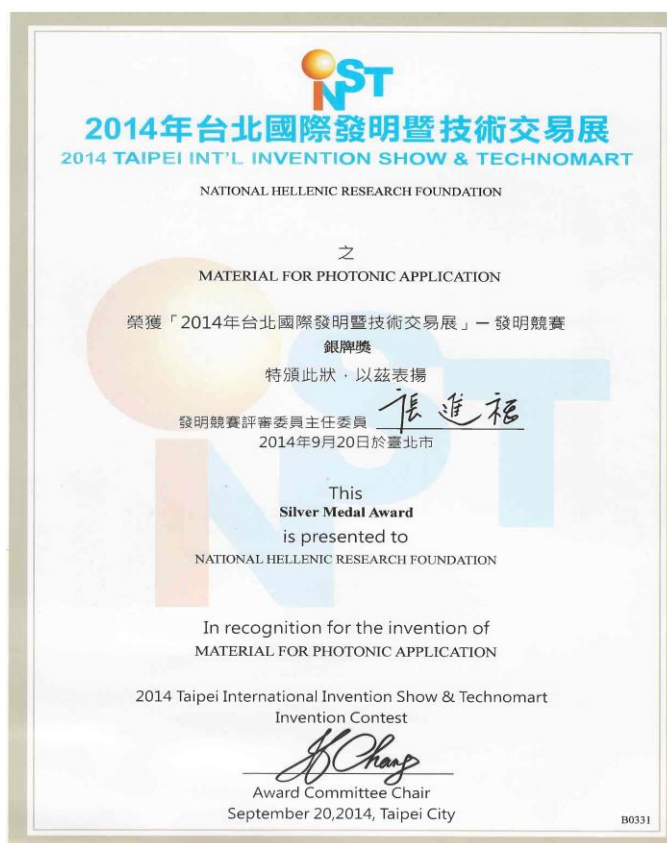 INST
2014年台北國際發明暨技術交易展
2014 TAIPEI INT'L INVENTION SHOW & TECHNOMART
NATIONAL HELLENIC RESEARCH FOUNDATION
之
MATERIAL FOR PHOTONIC APPLICATION
榮獲「2014年台北國際發明暨技術交易展」－發明競賽
銀牌獎
特頒此狀，以茲表揚
發明競賽評審委員主任委員 張進福
2014年9月20日於臺北市
This
Silver Medal Award
is presented to
NATIONAL HELLENIC RESEARCH FOUNDATION
In recognition for the invention of
MATERIAL FOR PHOTONIC APPLICATION
2014 Taipei International Invention Show & Technomart
Invention Contest
Chang
Award Committee Chair
September 20,2014, Taipei City
B0331